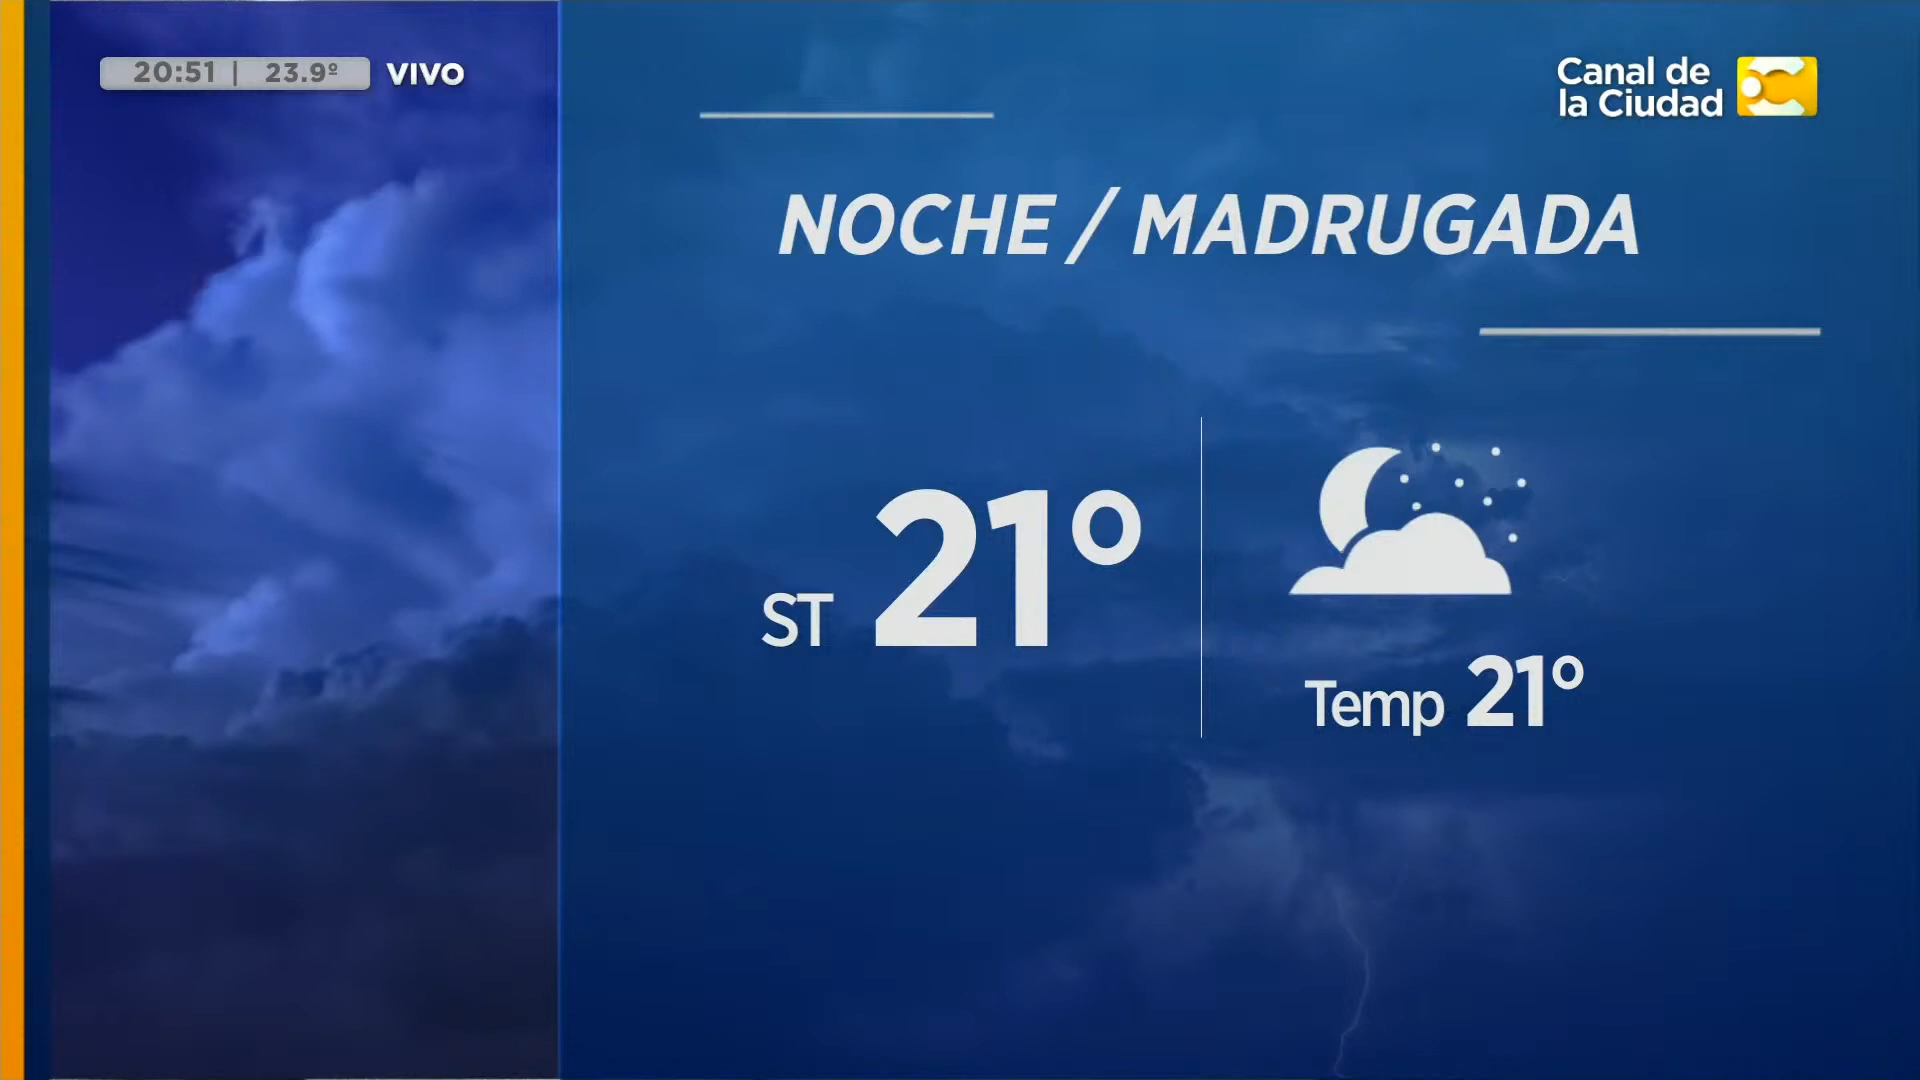 20:51 | 23.9º VIVO
Canal de
la Ciudad
NOCHE / MADRUGADA
ST 21º
Temp 21º